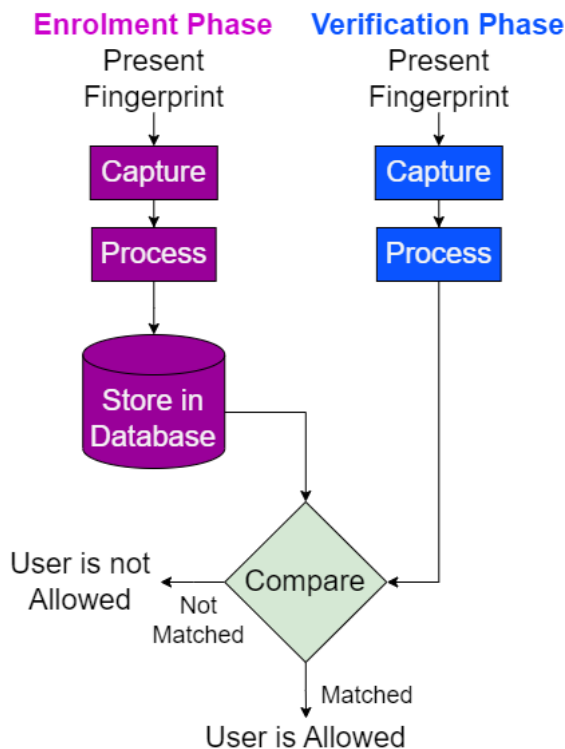 Enrolment Phase
Present
Fingerprint
Capture
Process
Store in
Database
Verification Phase
Present
Fingerprint
Capture
Process
Compare
User is not
Allowed
Not
Matched
Matched
User is Allowed